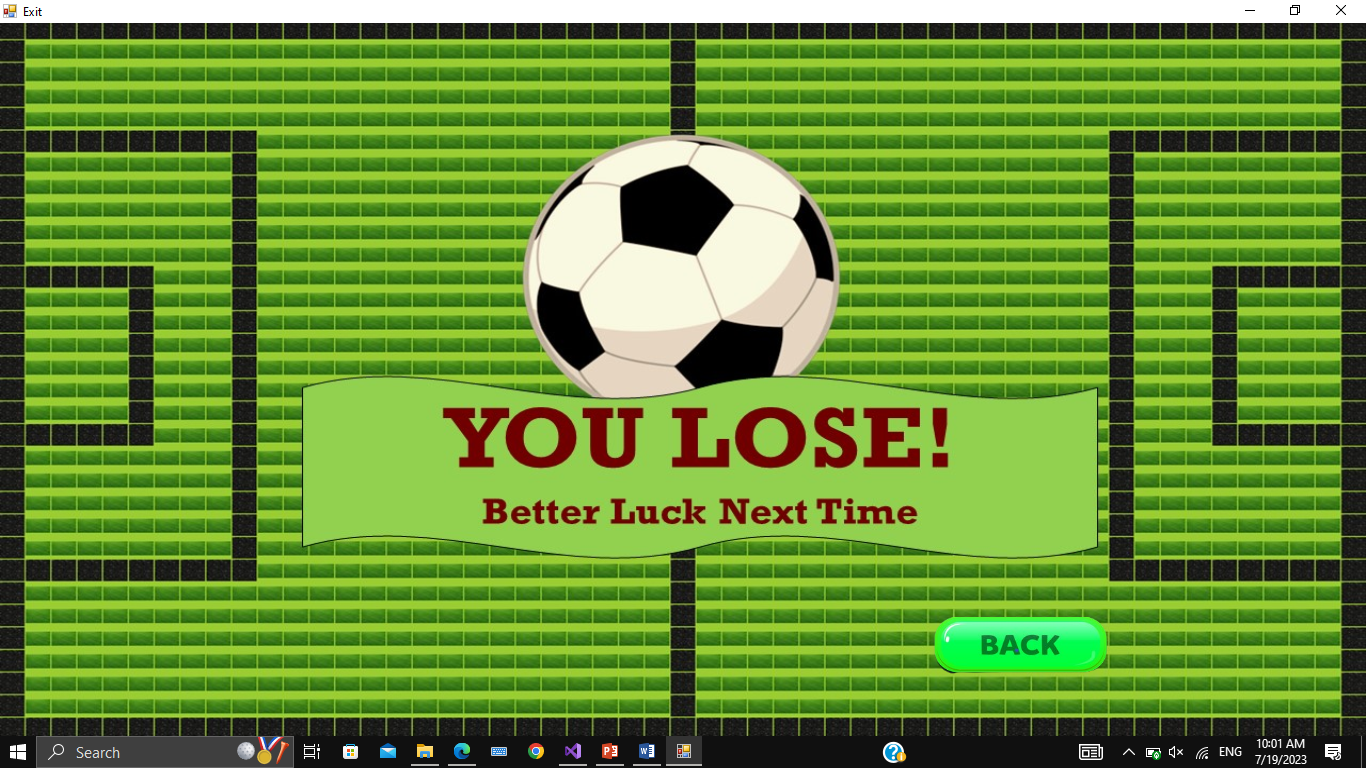 Exit
YOU LOSE!
Better Luck Next Time
BACK
Search
ENG
10:01 AM
7/19/2023